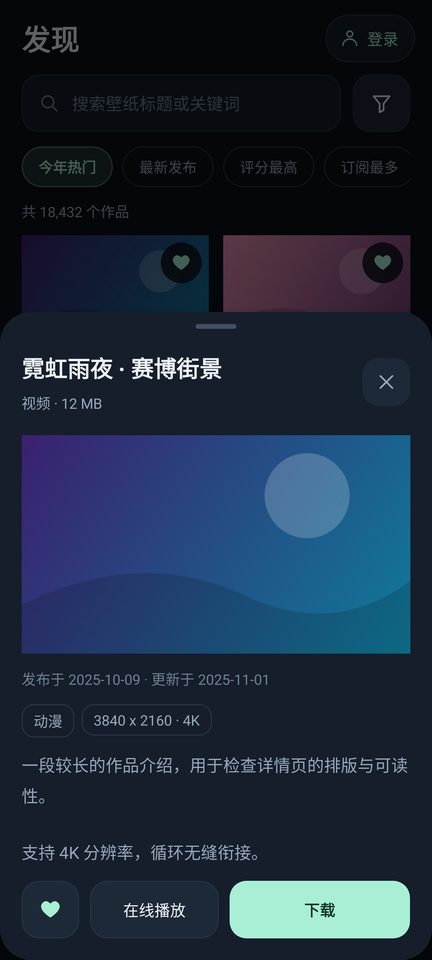 发现
登录
搜索壁纸标题或关键词
今年热门
最新发布
评分最高
订阅最多
共 18,432 个作品
霓虹雨夜 · 赛博街景
视频 · 12 MB
发布于 2025-10-09 · 更新于 2025-11-01
动漫
3840 x 2160 · 4K
一段较长的作品介绍，用于检查详情页的排版与可读
性。
支持 4K 分辨率，循环无缝衔接。
在线播放
下载